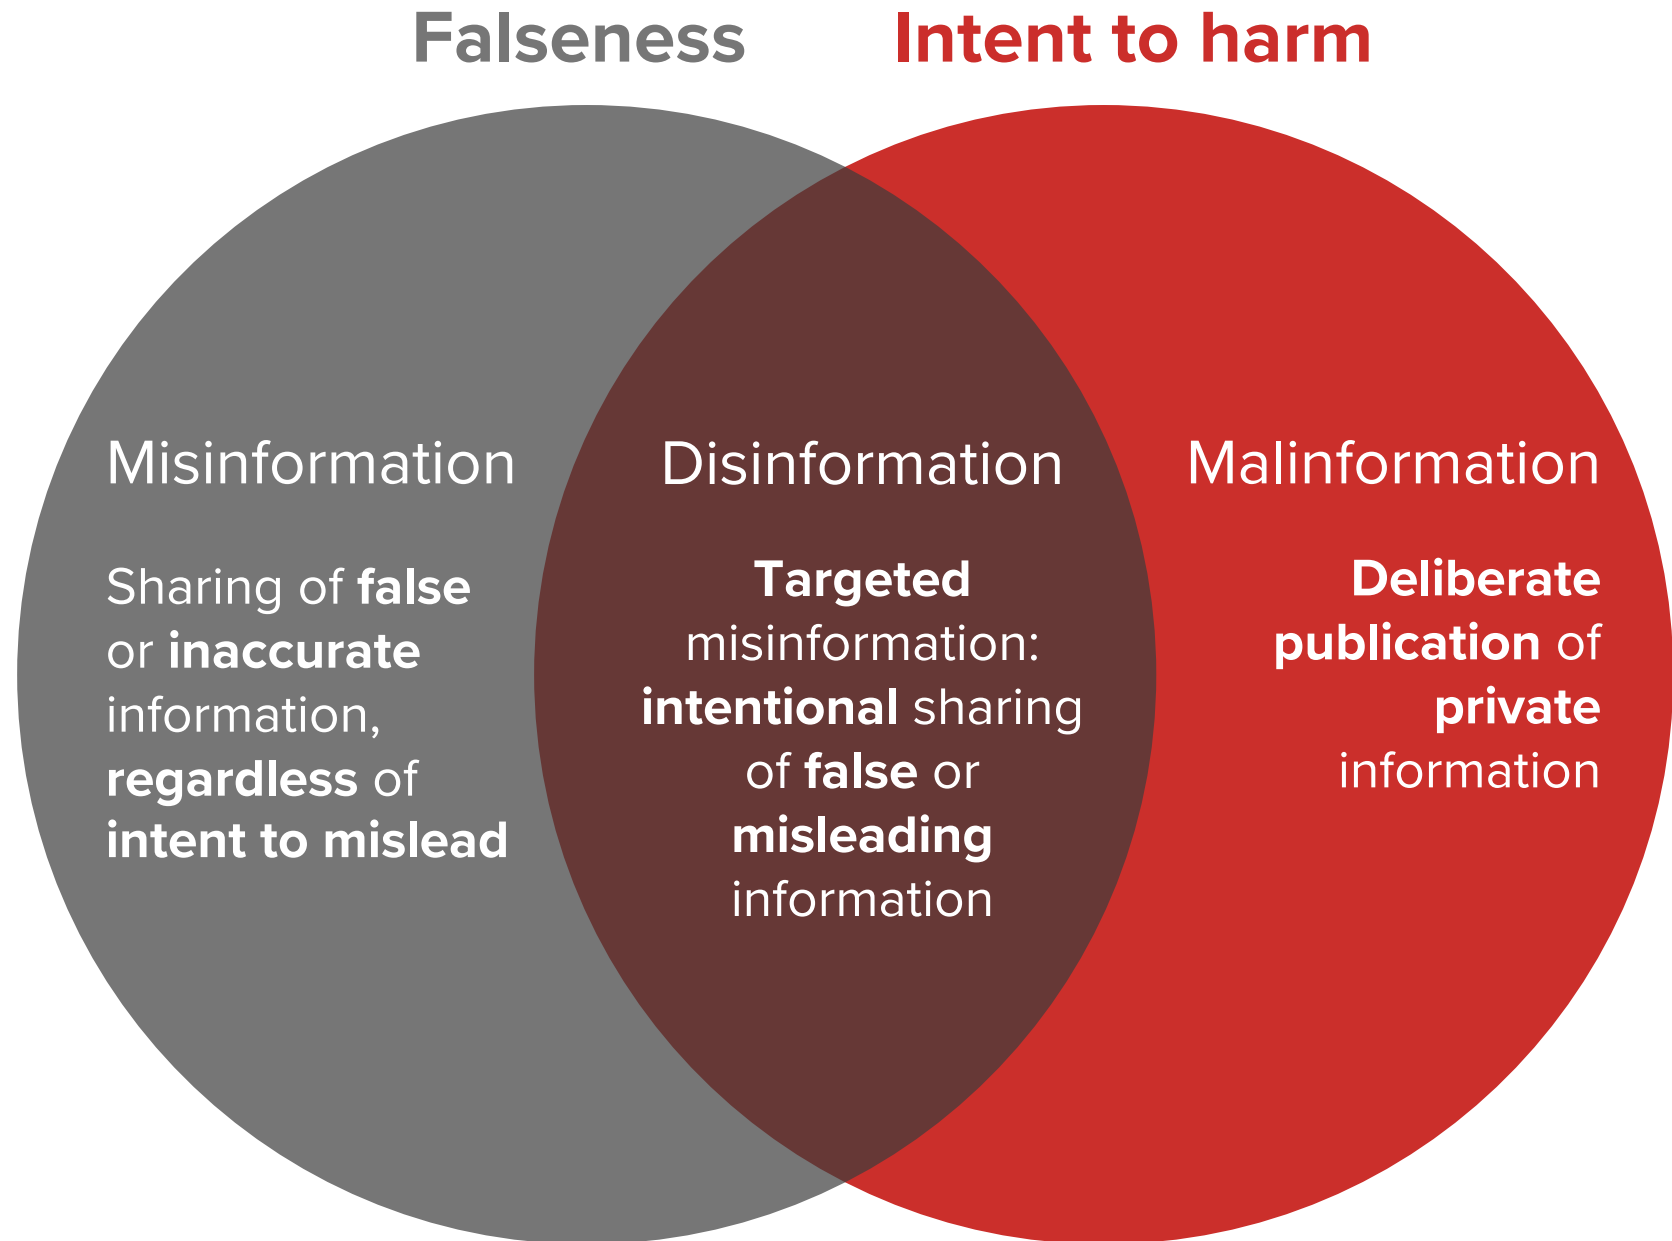 Falseness
Intent to harm
Misinformation
Sharing of false
or inaccurate
information,
regardless of
intent to mislead
Disinformation
Targeted
misinformation:
intentional sharing
of false or
misleading
information
Malinformation
Deliberate
publication of
private
information